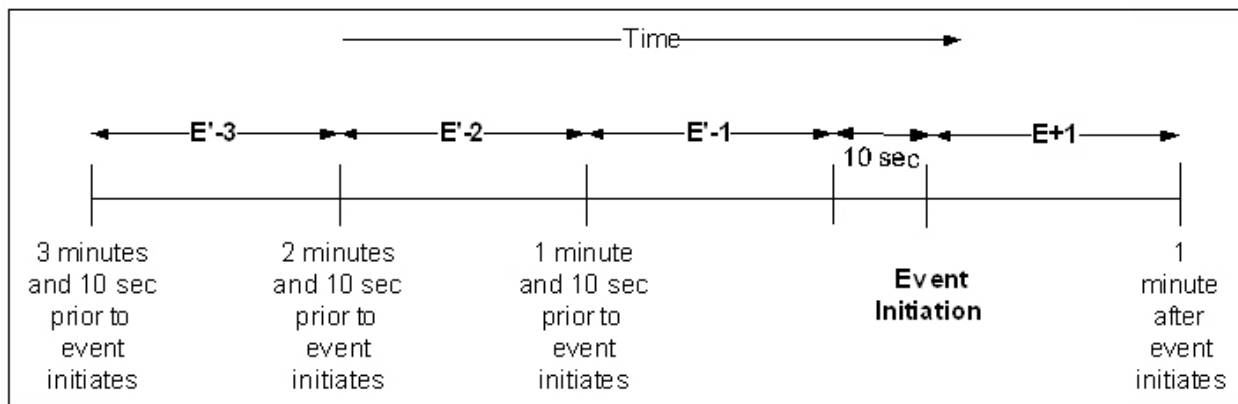 Time
E'-3
E'-2
E'-1
10 sec
E+1
3 minutes
and 10 sec
prior to
event
initiates
2 minutes
and 10 sec
prior to
event
initiates
1 minute
and 10 sec
prior to
event
initiates
Event
Initiation
1
minute
after
event
initiates